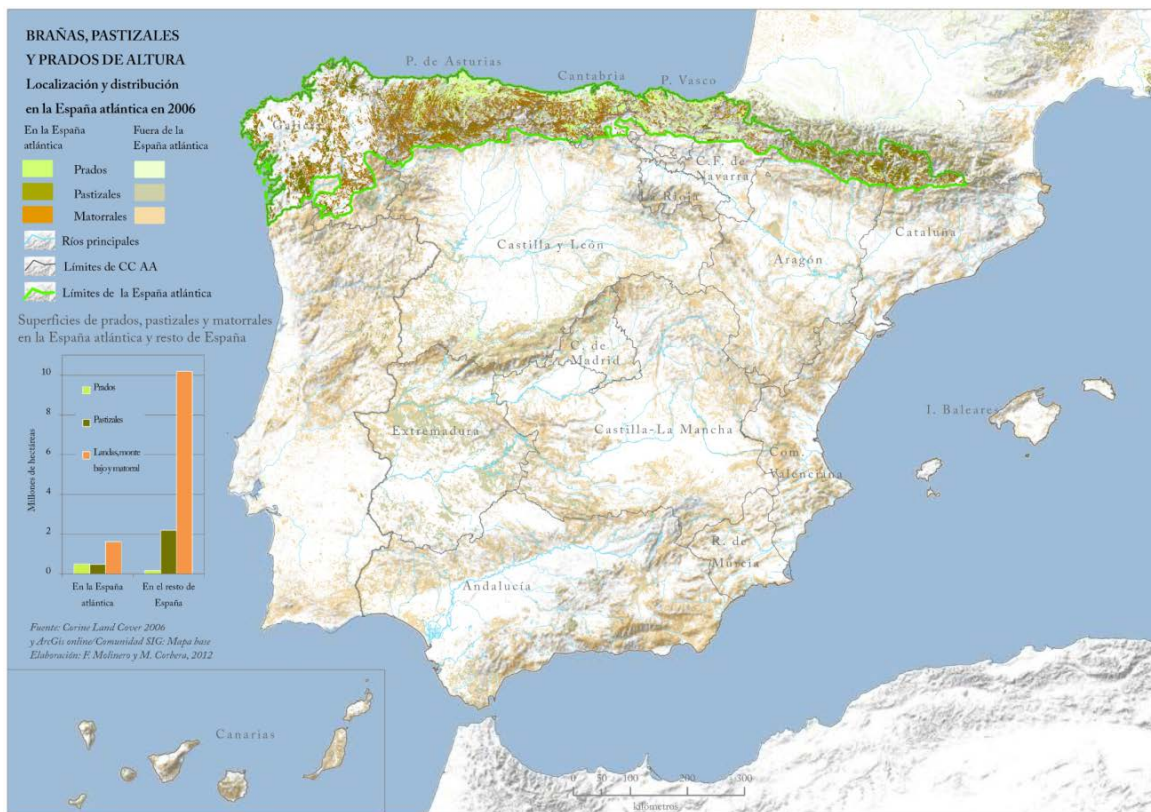 BRAÑAS, PASTIZALES
Y PRADOS DE ALTURA
Localización y distribución
en la España atlántica en 2006
En la España
atlántica
Fuera de la
España atlántica
Prados
Pastizales
Matorrales
Ríos principales
Límites de CC AA
Límites de la España atlántica
Superficies de prados, pastizales y matorrales
en la España atlántica y resto de España
10
8
6
4
2
0
Millones de hectáreas
Prados
Pastizales
Landas, monte
bajo y matorral
En la España
atlántica
En el resto de
España
Fuente: Corine Land Cover 2006
y ArcGis online/Comunidad SIG: Mapa base
Elaboración: F. Molinero y M. Corbera, 2012
P. de Asturias
Cantabria
P. Vasco
Galicia
C.F. de
Navarra
La Rioja
Cataluña
Castilla y León
Aragón
C. de
Madrid
I. Baleares
Extremadura
Castilla-La Mancha
Com.
Valenciana
R. de
Murcia
Andalucía
Canarias
0 50 100 200 300
kilómetros